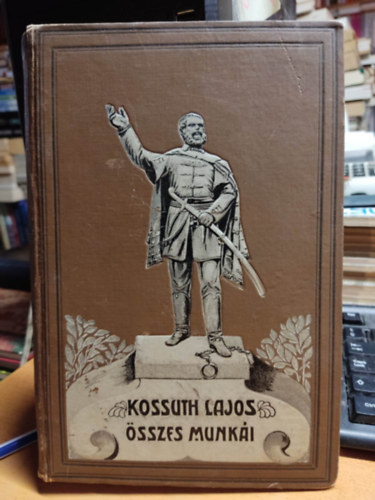 KOSSUTH LAJOS
ÖSSZES MUNKÁI